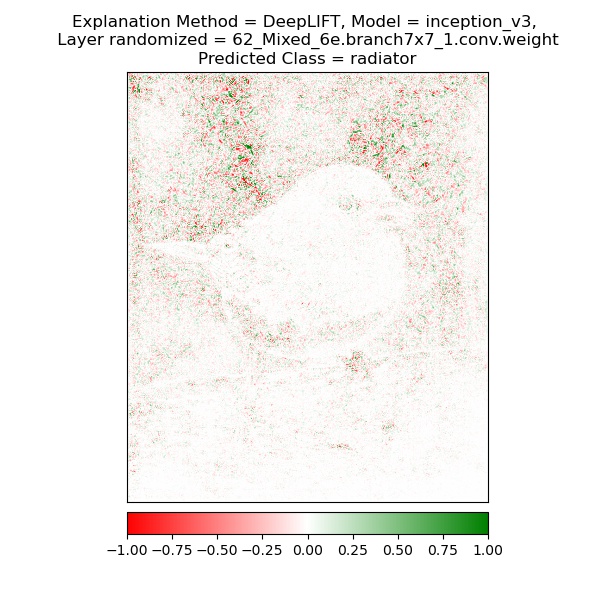 Explanation Method = DeepLIFT, Model = inception_v3,
Layer randomized = 62_Mixed_6e.branch7x7_1.conv.weight
Predicted Class = radiator
−1.00 −0.75 −0.50 −0.25 0.00 0.25 0.50 0.75 1.00